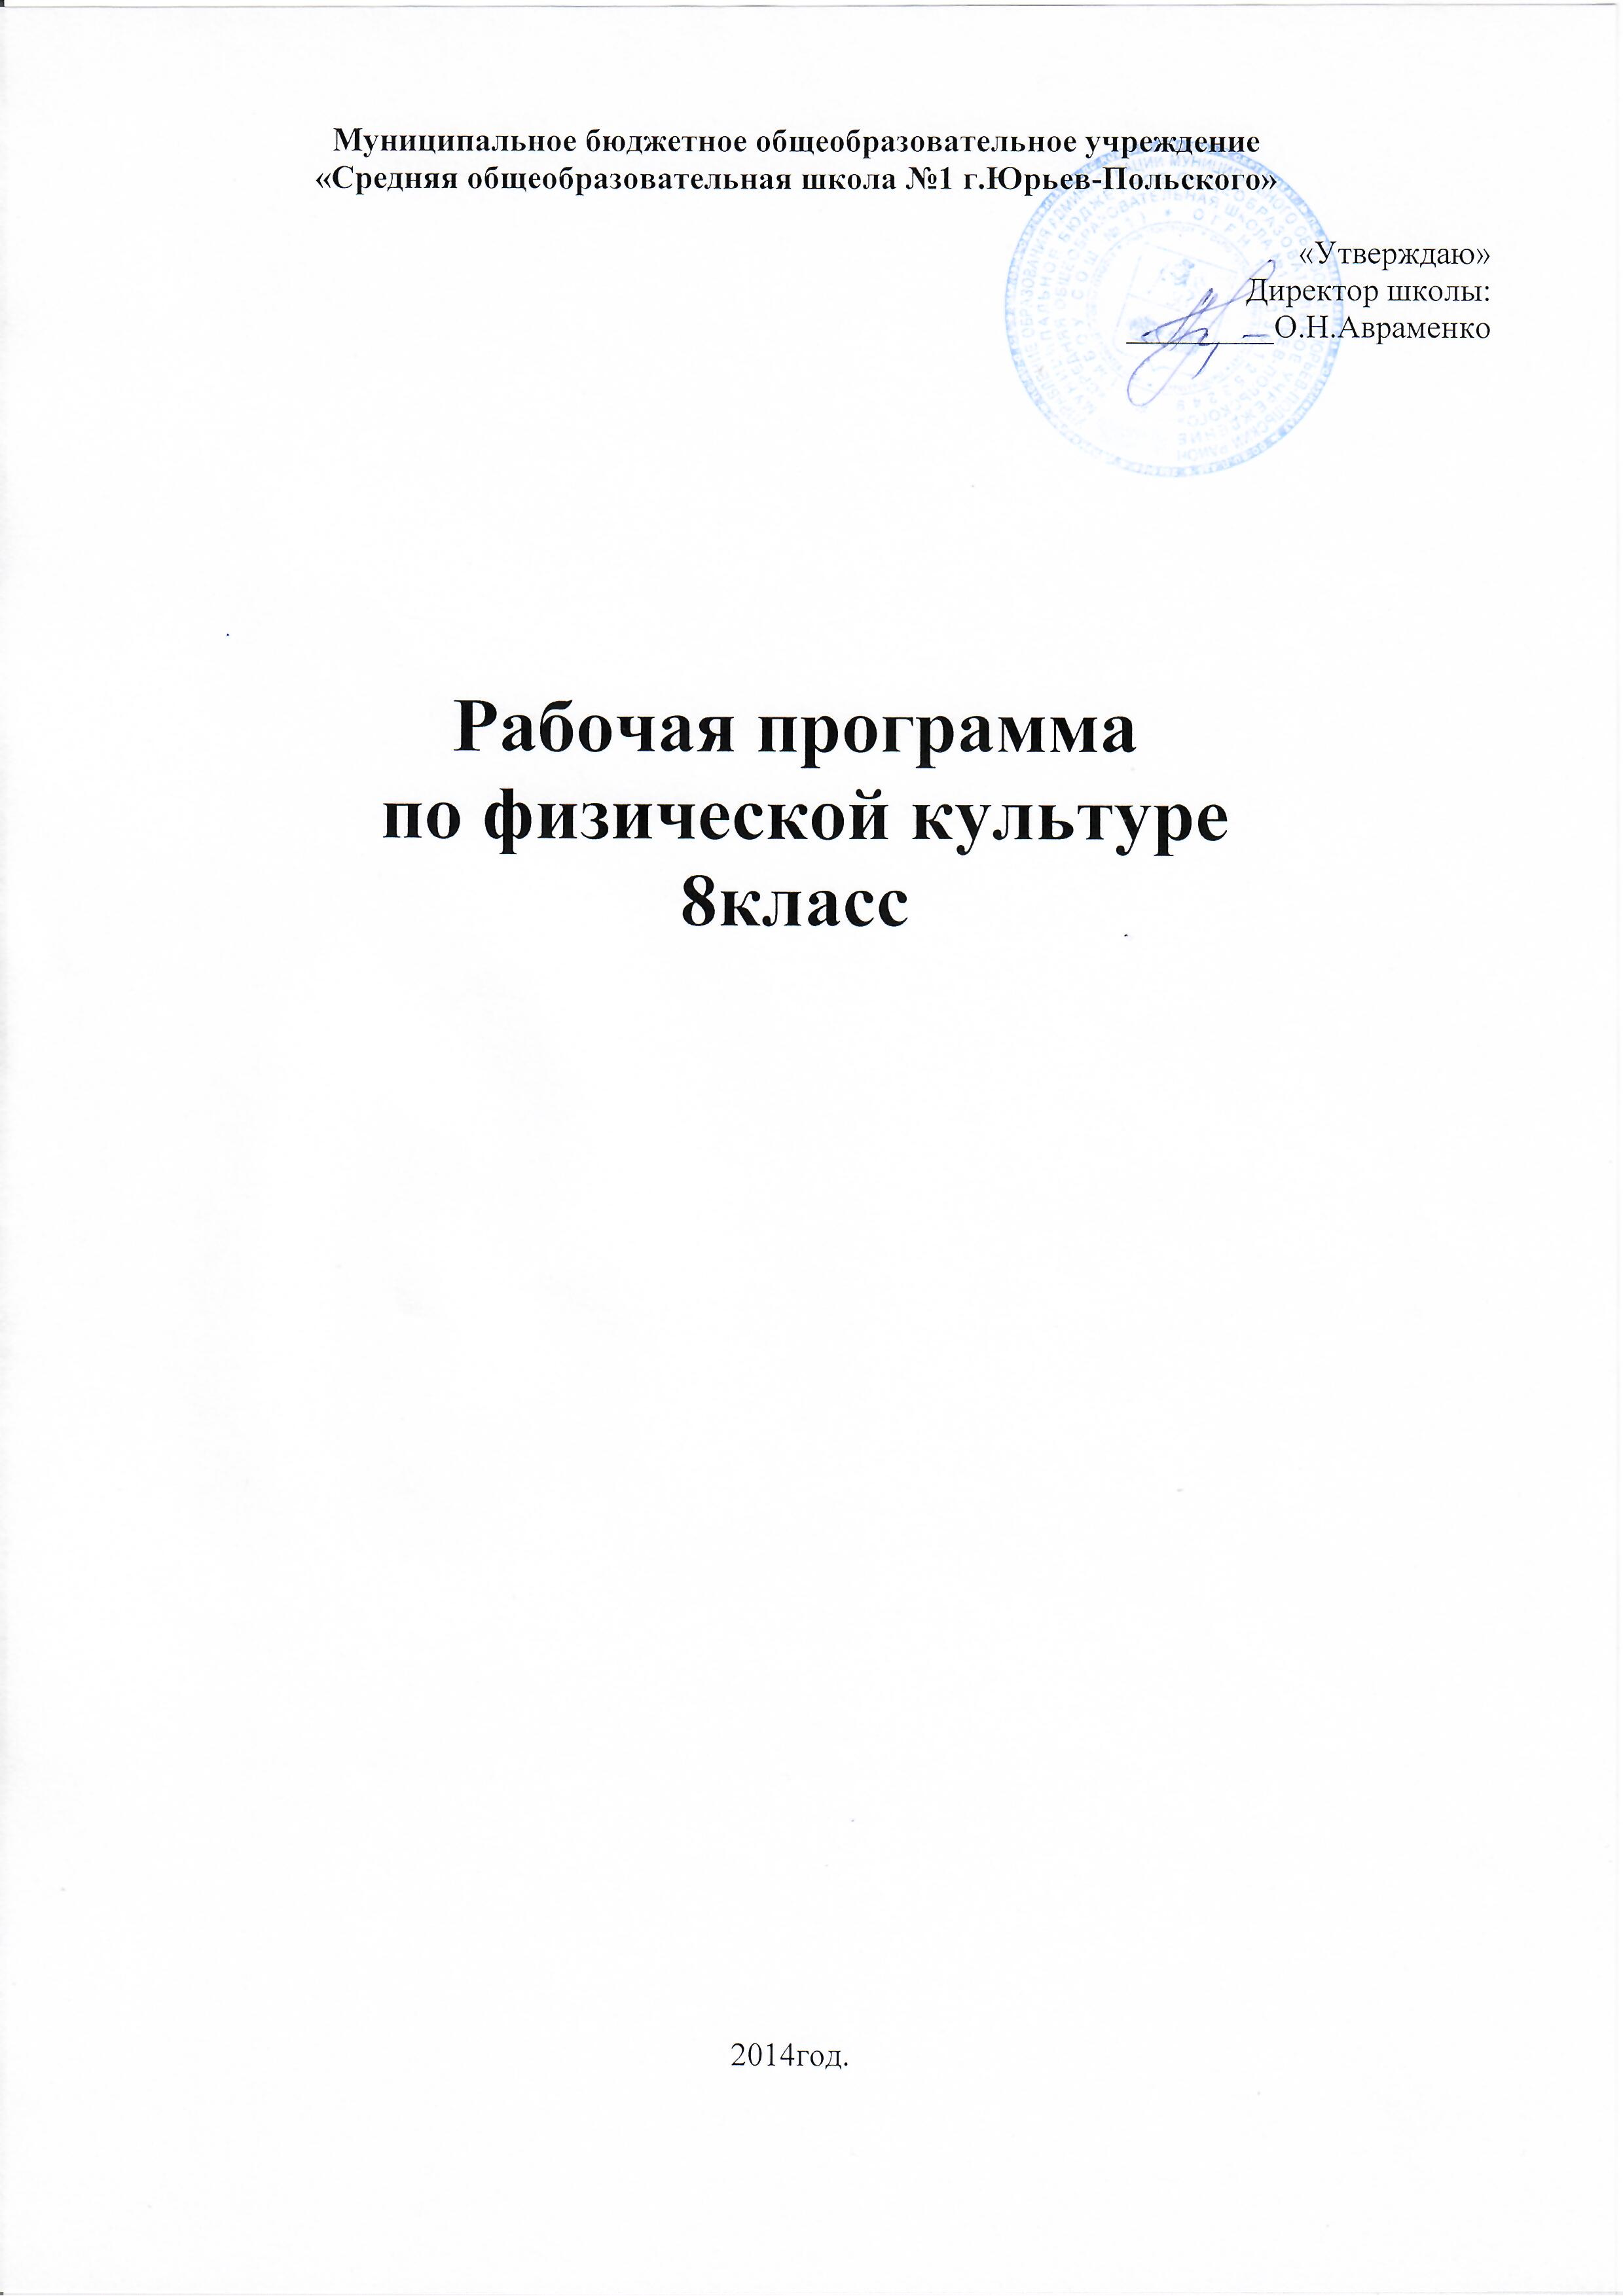 Муниципальное бюджетное общеобразовательное учреждение
«Средняя общеобразовательная школа №1 г.Юрьев-Польского»
«Утверждаю»
Директор школы:
О.Н.Авраменко
Рабочая программа
по физической культуре
8класс
2014год.